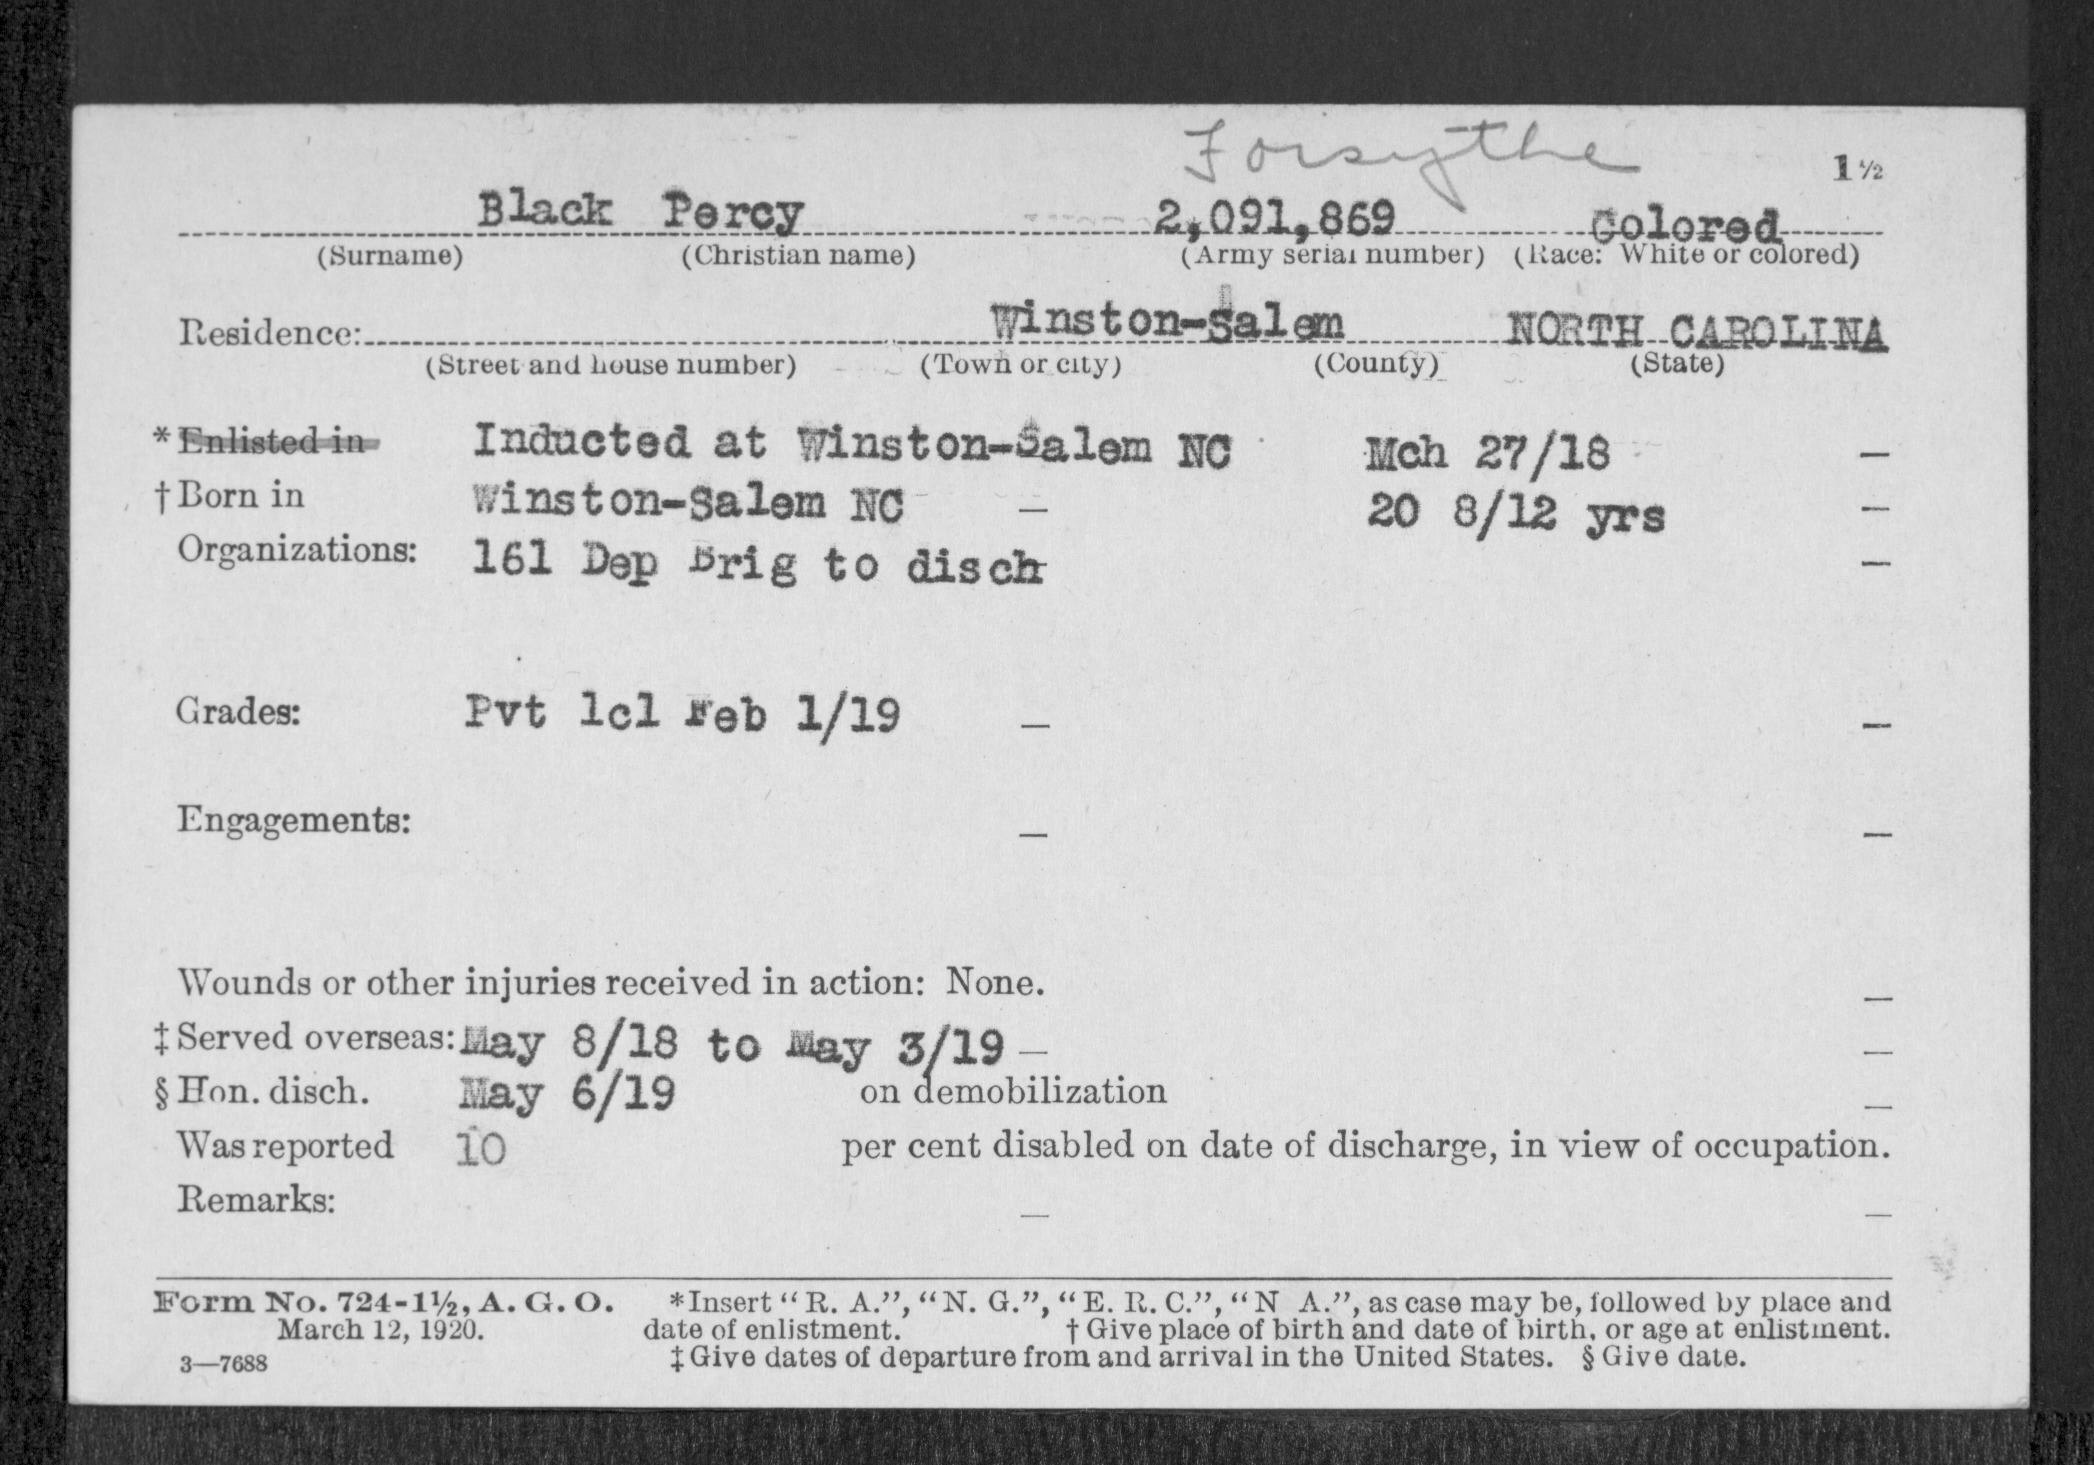 Forsythe
1 1/2
Black Percy 2,091,869 Colored
(Surname) (Christian name) (Army serial number) (Race: White or colored)
Residence: Winston-Salem NORTH CAROLINA
(Street and house number) (Town or city) (County) (State)
* Enlisted in Inducted at Winston-Salem NC Mch 27/18 —
† Born in Winston-Salem NC — 20 8/12 yrs —
Organizations: 161 Dep Brig to disch —
Grades: Pvt 1cl Feb 1/19 — —
Engagements: — —
Wounds or other injuries received in action: None. —
‡ Served overseas: May 8/18 to May 3/19 — —
§ Hon. disch. May 6/19 on demobilization —
Was reported 10 per cent disabled on date of discharge, in view of occupation.
Remarks: — —
Form No. 724-1½, A. G. O. *Insert "R. A.", "N. G.", "E. R. C.", "N A.", as case may be, followed by place and
March 12, 1920. date of enlistment. † Give place of birth and date of birth, or age at enlistment.
3—7688 ‡ Give dates of departure from and arrival in the United States. § Give date.